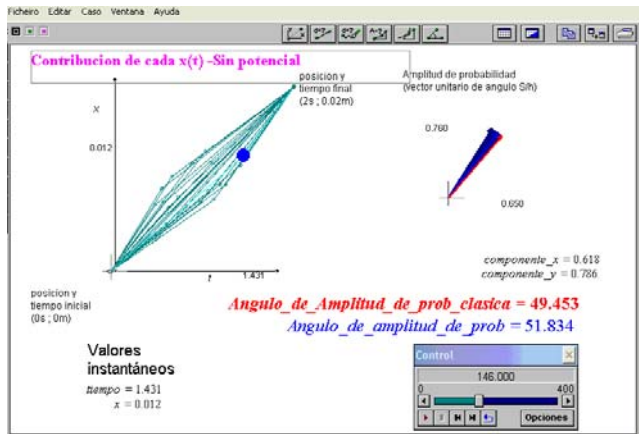 Ficheiro Editar Caso Ventana Ayuda
Contribucion de cada x(t) -Sin potencial
posicion y
tiempo final
(2s ; 0.02m)
Amplitud de probabilidad
(vector unitario de angulo S/h)
x
0.012
0.760
0.650
t
1.431
componente_x = 0.618
componente_y = 0.786
posicion y
tiempo inicial
(0s ; 0m)
Angulo_de_Amplitud_de_prob_clasica = 49.453
Angulo_de_amplitud_de_prob = 51.834
Valores
instantáneos
tiempo = 1.431
x = 0.012
Control
146.000
0 400
Opciones